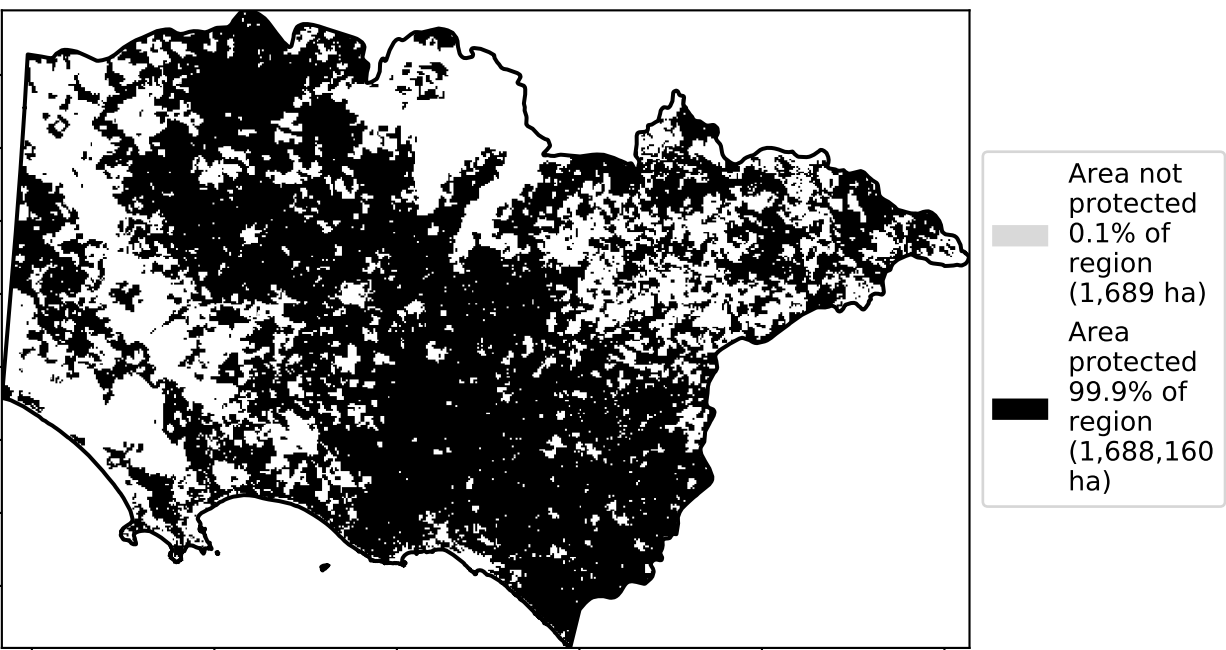 Area not
protected
0.1% of
region
(1,689 ha)
Area
protected
99.9% of
region
(1,688,160
ha)